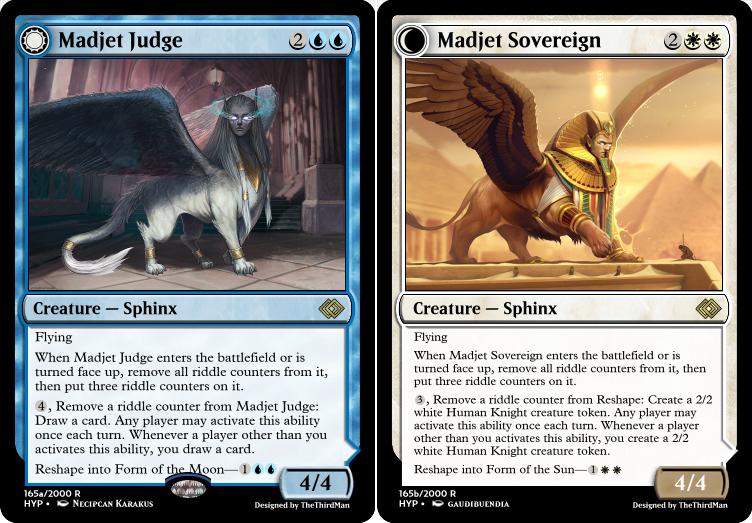 Madjet Judge 2
Creature — Sphinx
Flying
When Madjet Judge enters the battlefield or is
turned face up, remove all riddle counters from it,
then put three riddle counters on it.
4, Remove a riddle counter from Madjet Judge:
Draw a card. Any player may activate this ability
once each turn. Whenever a player other than you
activates this ability, you draw a card.
Reshape into Form of the Moon—1
4/4
165a/2000 R
HYP • Necipcan Karakus
Designed by TheThirdMan
Madjet Sovereign 2
Creature — Sphinx
Flying
When Madjet Sovereign enters the battlefield or is
turned face up, remove all riddle counters from it, then
put three riddle counters on it.
3, Remove a riddle counter from Reshape: Create a 2/2
white Human Knight creature token. Any player may
activate this ability once each turn. Whenever a player
other than you activates this ability, you create a 2/2
white Human Knight creature token.
Reshape into Form of the Sun—1
4/4
165b/2000 R
HYP • gaudibuendia
Designed by TheThirdMan